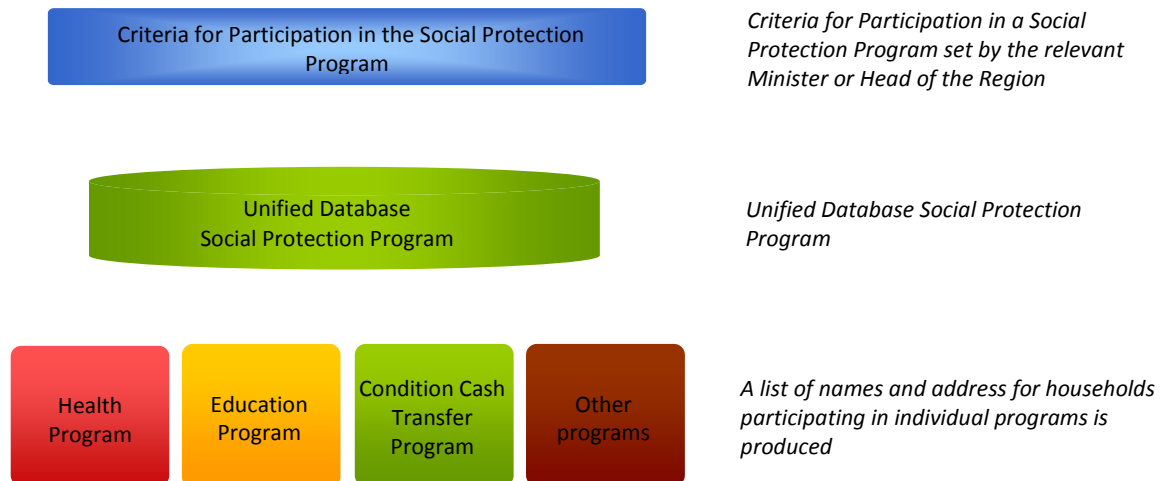 Criteria for Participation in the Social Protection
Program
Criteria for Participation in a Social
Protection Program set by the relevant
Minister or Head of the Region
Unified Database
Social Protection Program
Unified Database Social Protection
Program
Health
Program
Education
Program
Condition Cash
Transfer
Program
Other
programs
A list of names and address for households
participating in individual programs is
produced